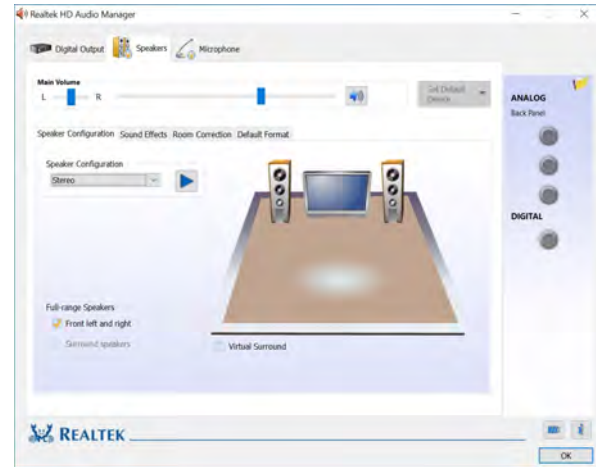 Realtek HD Audio Manager
Digital Output Speakers Microphone
Main Volume
L R
Set Default
Device
ANALOG
Back Panel
Speaker Configuration Sound Effects Room Correction Default Format
Speaker Configuration
Stereo
DIGITAL
Full-range Speakers
Front left and right
Surround speakers
Virtual Surround
REALTEK
OK